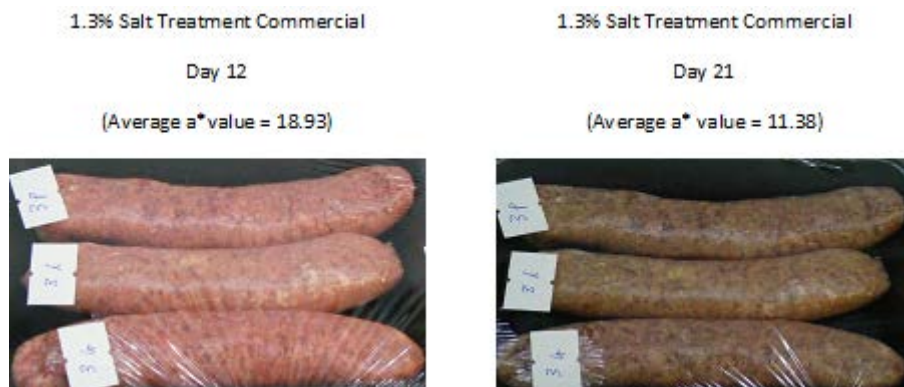 1.3% Salt Treatment Commercial
Day 12
(Average a* value = 18.93)
1.3% Salt Treatment Commercial
Day 21
(Average a* value = 11.38)